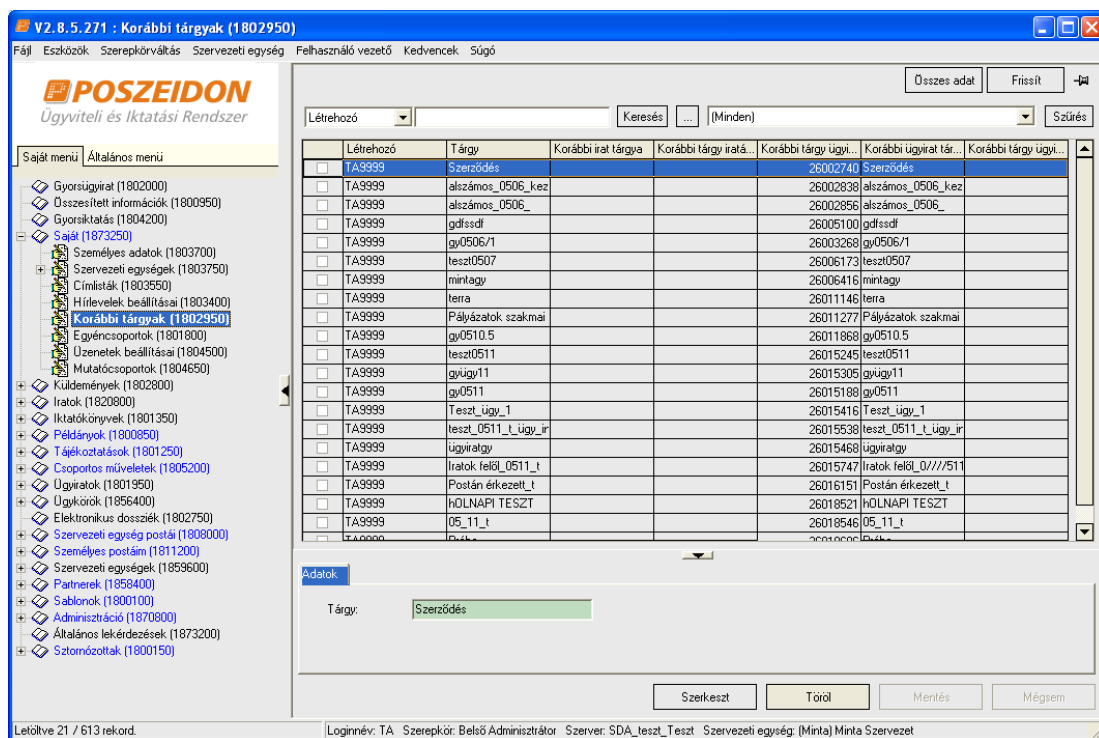 V2.8.5.271 : Korábbi tárgyak (1802950)
Fájl Eszközök Szerepkörváltás Szervezeti egység Felhasználó vezető Kedvencek Súgó
POSZEIDON
Ügyviteli és Iktatási Rendszer
Saját menü Általános menü
Gyorsügyirat (1802000)
Összesített információk (1800950)
Gyorsiktatás (1804200)
Saját (1873250)
Személyes adatok (1803700)
Szervezeti egységek (1803750)
Címlisták (1803550)
Hírlevelek beállításai (1803400)
Korábbi tárgyak (1802950)
Egyéncsoportok (1801800)
Üzenetek beállításai (1804500)
Mutatócsoportok (1804650)
Küldemények (1802800)
Iratok (1820800)
Iktatókönyvek (1801350)
Példányok (1800850)
Tájékoztatások (1801250)
Csoportos műveletek (1805200)
Ügyiratok (1801950)
Ügykörök (1856400)
Elektronikus dossziék (1802750)
Szervezeti egység postái (1808000)
Személyes postáim (1811200)
Szervezeti egységek (1859600)
Partnerek (1858400)
Sablonok (1800100)
Adminisztráció (1870800)
Általános lekérdezések (1873200)
Sztornózottak (1800150)
Összes adat Frissít
Létrehozó Keresés ... (Minden) Szűrés
Létrehozó Tárgy Korábbi irat tárgya Korábbi tárgy iratá... Korábbi tárgy ügyi... Korábbi ügyirat tár... Korábbi tárgy ügyi...
TA9999 Szerződés 26002740 Szerződés
TA9999 alszámos_0506_kez 26002838 alszámos_0506_kez
TA9999 alszámos_0506_ 26002856 alszámos_0506_
TA9999 gdfssdf 26005100 gdfssdf
TA9999 gy0506/1 26003268 gy0506/1
TA9999 teszt0507 26006173 teszt0507
TA9999 mintagy 26006416 mintagy
TA9999 terra 26011146 terra
TA9999 Pályázatok szakmai 26011277 Pályázatok szakmai
TA9999 gy0510.5 26011868 gy0510.5
TA9999 teszt0511 26015245 teszt0511
TA9999 gyügy11 26015305 gyügy11
TA9999 gy0511 26015188 gy0511
TA9999 Teszt_ügy_1 26015416 Teszt_ügy_1
TA9999 teszt_0511_t_ügy_ir 26015538 teszt_0511_t_ügy_ir
TA9999 ügyiratgy 26015468 ügyiratgy
TA9999 Iratok felől_0511_t 26015747 Iratok felől_0////511
TA9999 Postán érkezett_t 26016151 Postán érkezett_t
TA9999 hOLNAPI TESZT 26018521 hOLNAPI TESZT
TA9999 05_11_t 26018546 05_11_t
Adatok
Tárgy: Szerződés
Szerkeszt Töröl Mentés Mégsem
Letöltve 21 / 613 rekord. Loginnév: TA Szerepkör: Belső Adminisztrátor Szerver: SDA_teszt_Teszt Szervezeti egység: (Minta) Minta Szervezet